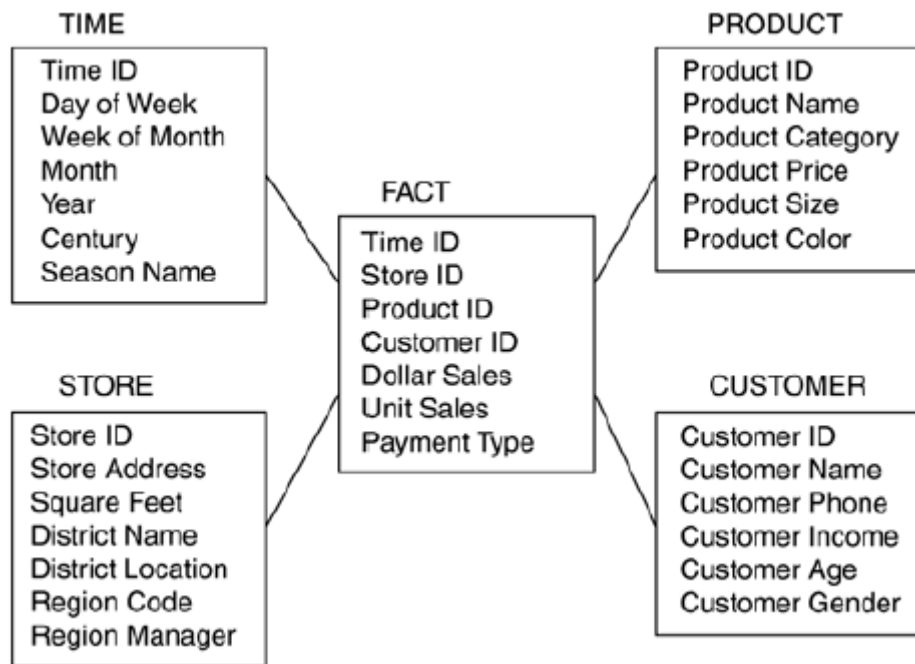 TIME
Time ID
Day of Week
Week of Month
Month
Year
Century
Season Name
PRODUCT
Product ID
Product Name
Product Category
Product Price
Product Size
Product Color
FACT
Time ID
Store ID
Product ID
Customer ID
Dollar Sales
Unit Sales
Payment Type
STORE
Store ID
Store Address
Square Feet
District Name
District Location
Region Code
Region Manager
CUSTOMER
Customer ID
Customer Name
Customer Phone
Customer Income
Customer Age
Customer Gender